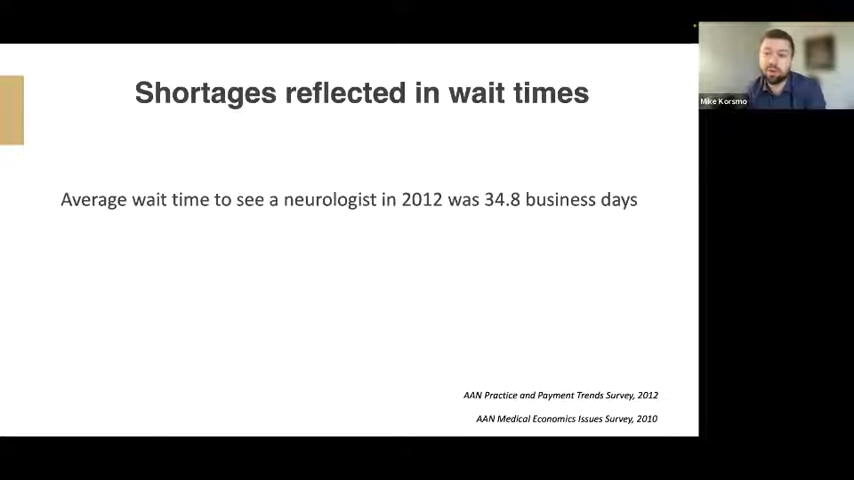 Shortages reflected in wait times
Mike Korsmo
Average wait time to see a neurologist in 2012 was 34.8 business days
AAN Practice and Payment Trends Survey, 2012
AAN Medical Economics Issues Survey, 2010